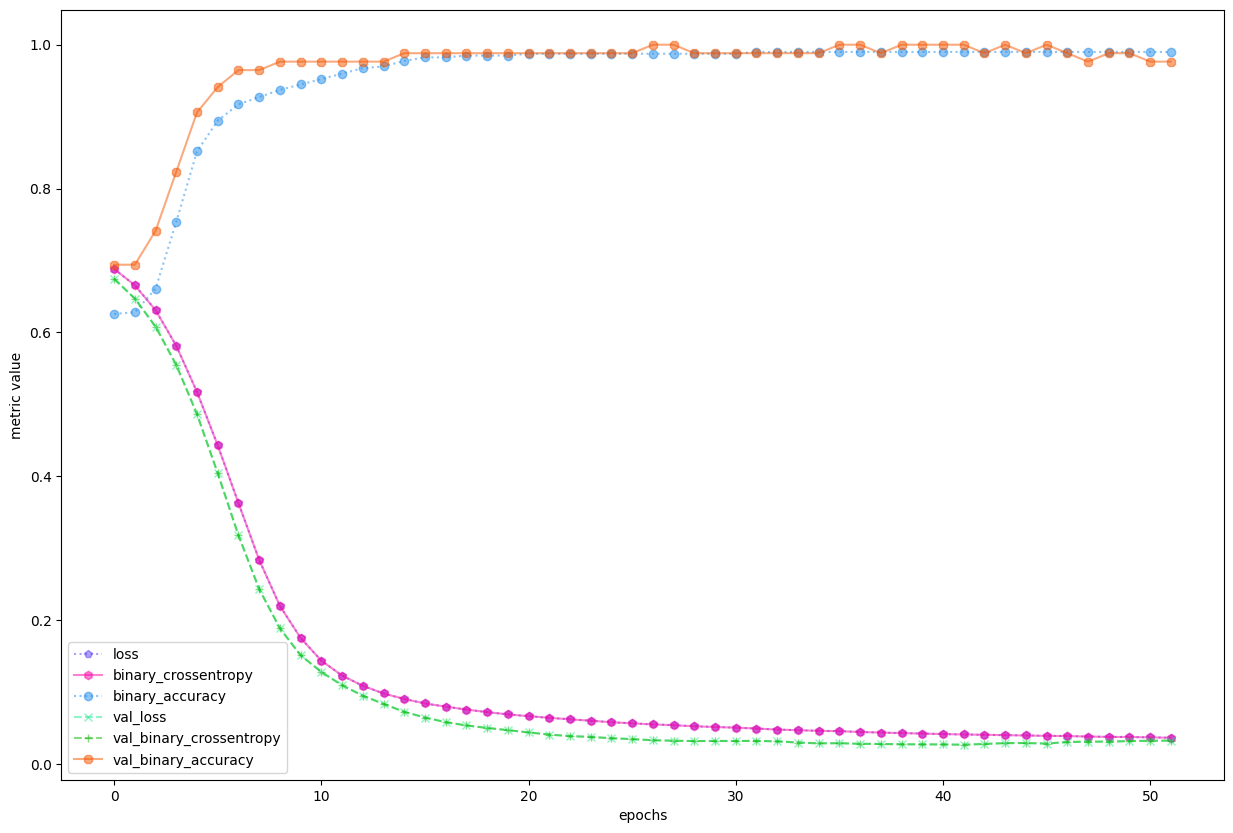 1.0
0.8
0.6
0.4
0.2
0.0
metric value
loss
binary_crossentropy
binary_accuracy
val_loss
val_binary_crossentropy
val_binary_accuracy
0 10 20 30 40 50
epochs